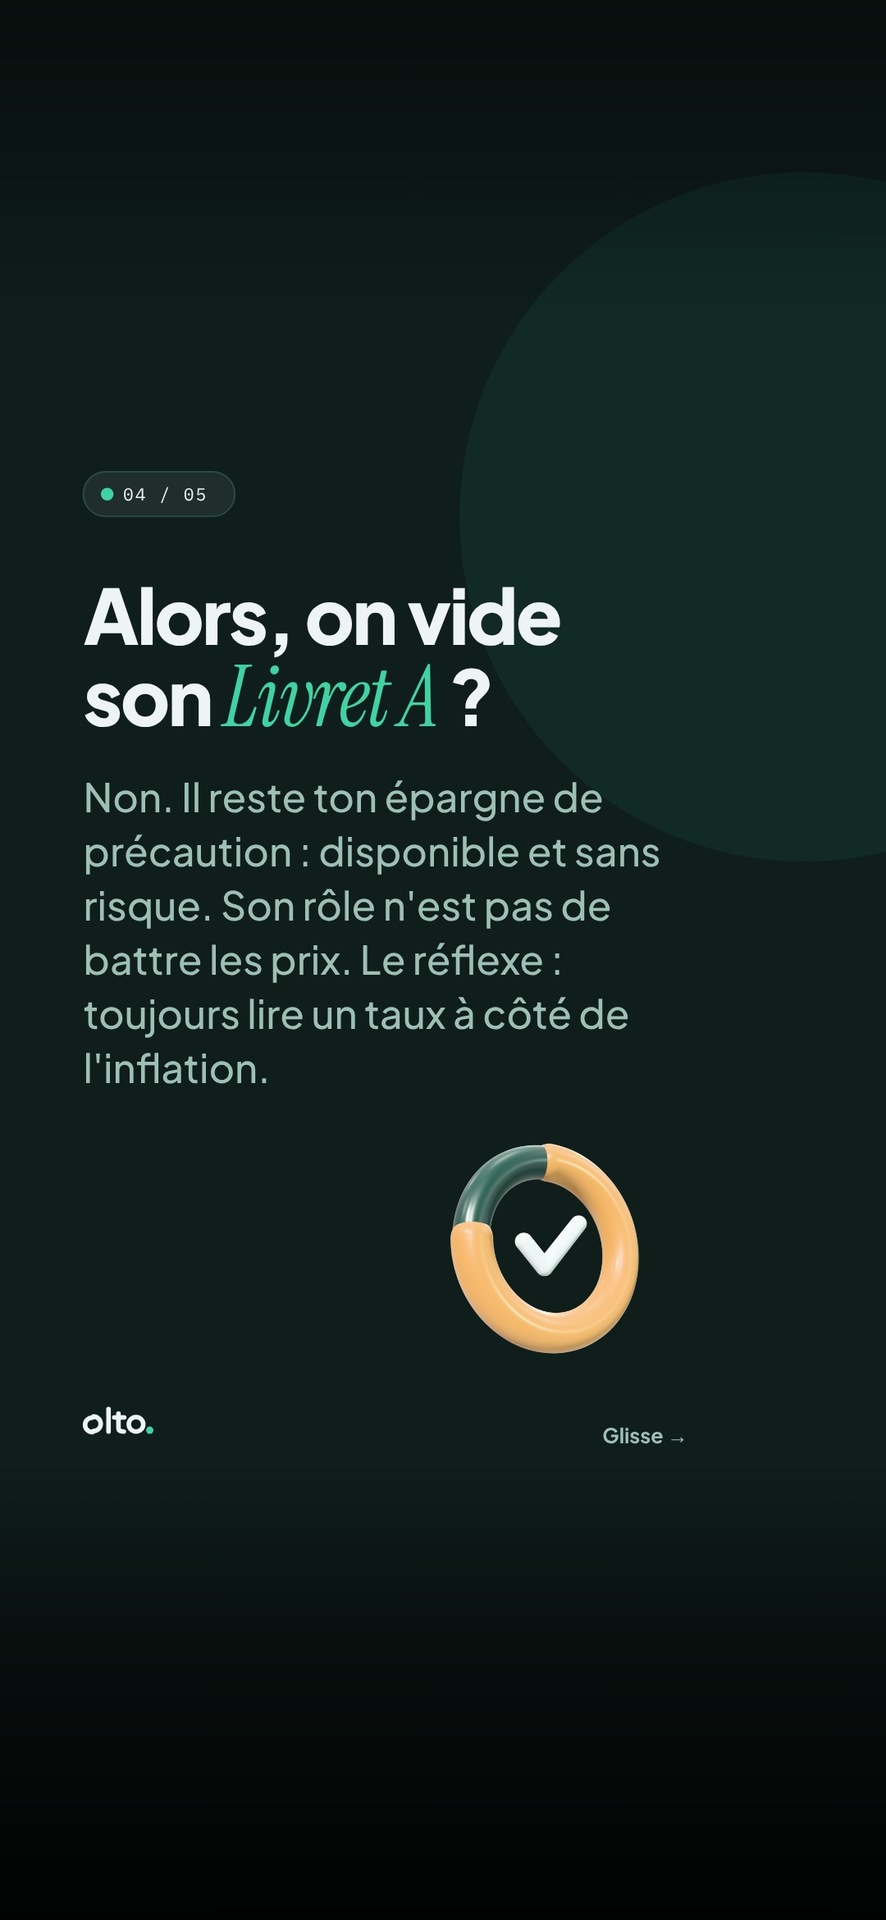 04 / 05
Alors, on vide
son Livret A ?
Non. Il reste ton épargne de
précaution : disponible et sans
risque. Son rôle n'est pas de
battre les prix. Le réflexe :
toujours lire un taux à côté de
l'inflation.
olto.
Glisse →